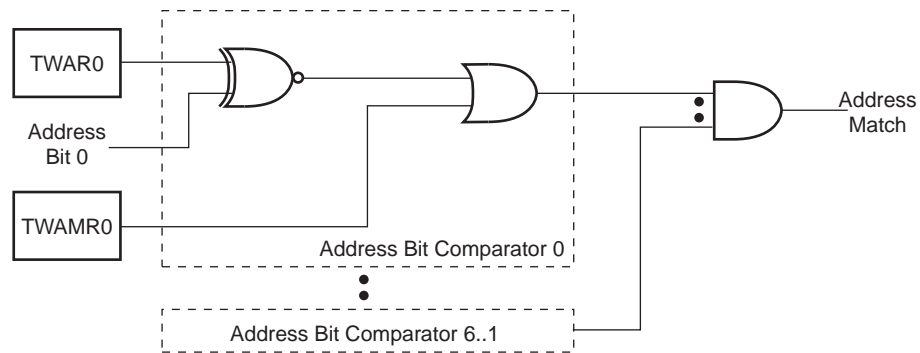 TWAR0
Address
Bit 0
TWAMR0
Address Bit Comparator 0
Address
Match
Address Bit Comparator 6..1